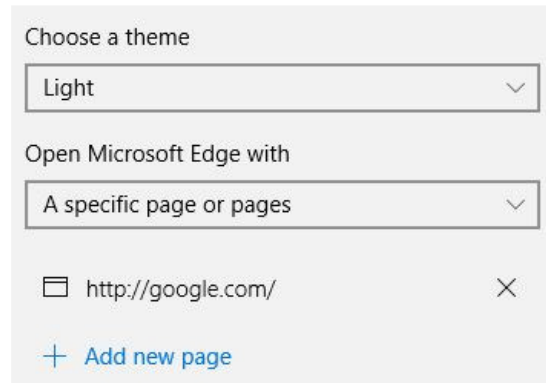 Choose a theme
Light
Open Microsoft Edge with
A specific page or pages
http://google.com/
Add new page